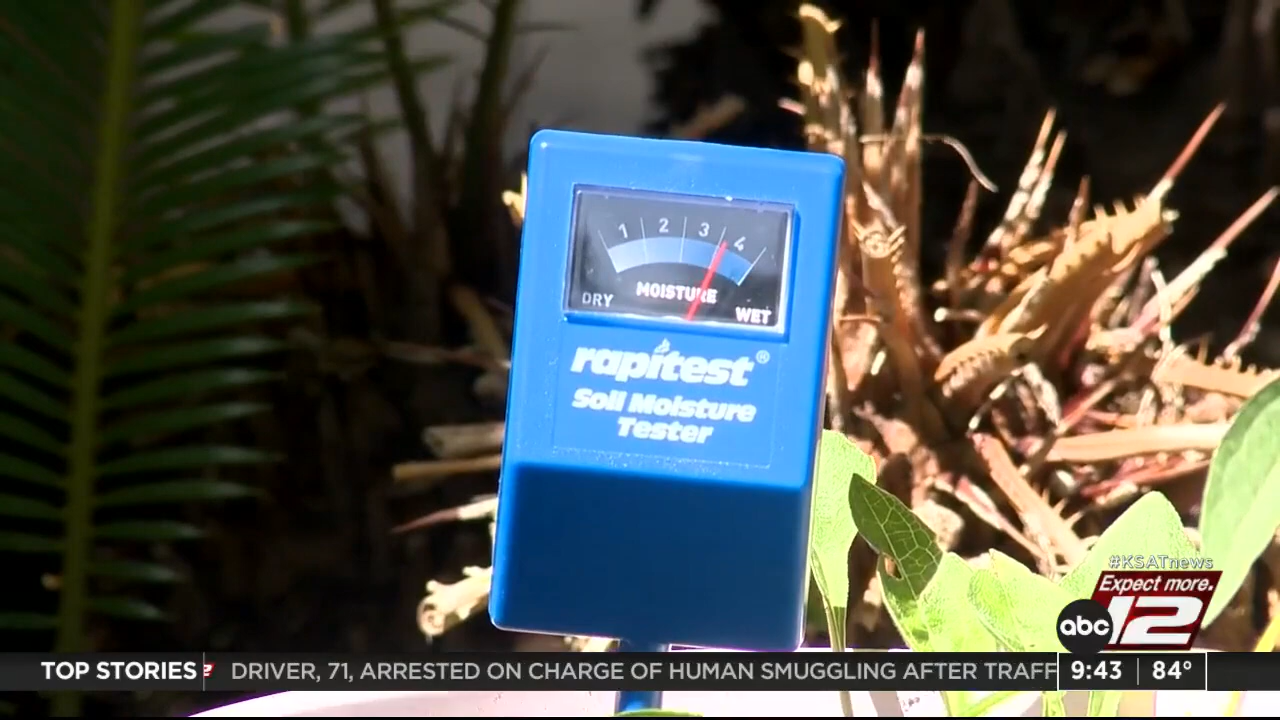 1 2 3 4
DRY MOISTURE WET
rapitest®
Soil Moisture
Tester
#KSATnews
Expect more.
abc 12
TOP STORIES DRIVER, 71, ARRESTED ON CHARGE OF HUMAN SMUGGLING AFTER TRAFF 9:43 84°